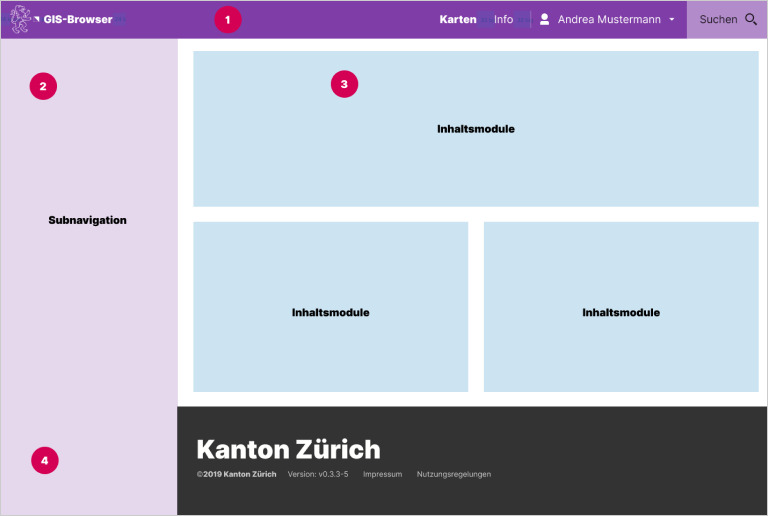 GIS-Browser
1
Karten Info Andrea Mustermann Suchen
2
3
Inhaltsmodule
Subnavigation
Inhaltsmodule Inhaltsmodule
4
Kanton Zürich
©2019 Kanton Zürich Version: v0.3.3-5 Impressum Nutzungsregelungen